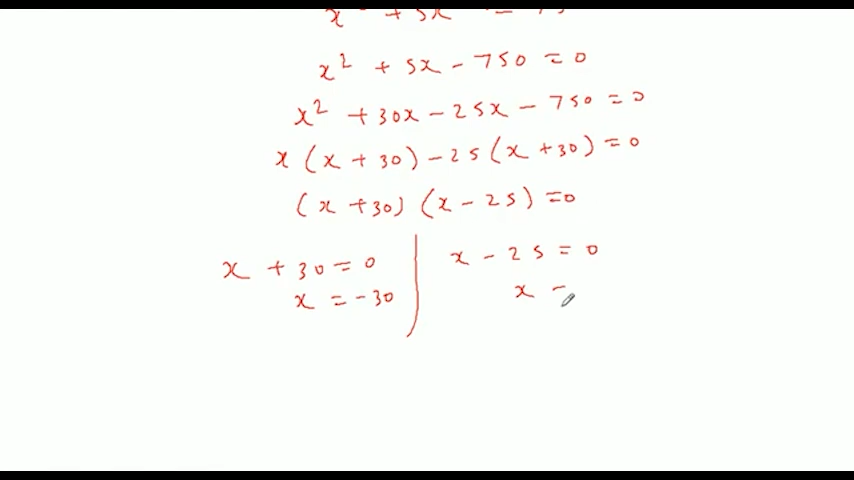 x² + 5x - 750 = 0
x² + 30x - 25x - 750 = 0
x (x + 30) - 25 (x + 30) = 0
(x + 30) (x - 25) = 0
x + 30 = 0
x = -30
x - 25 = 0
x